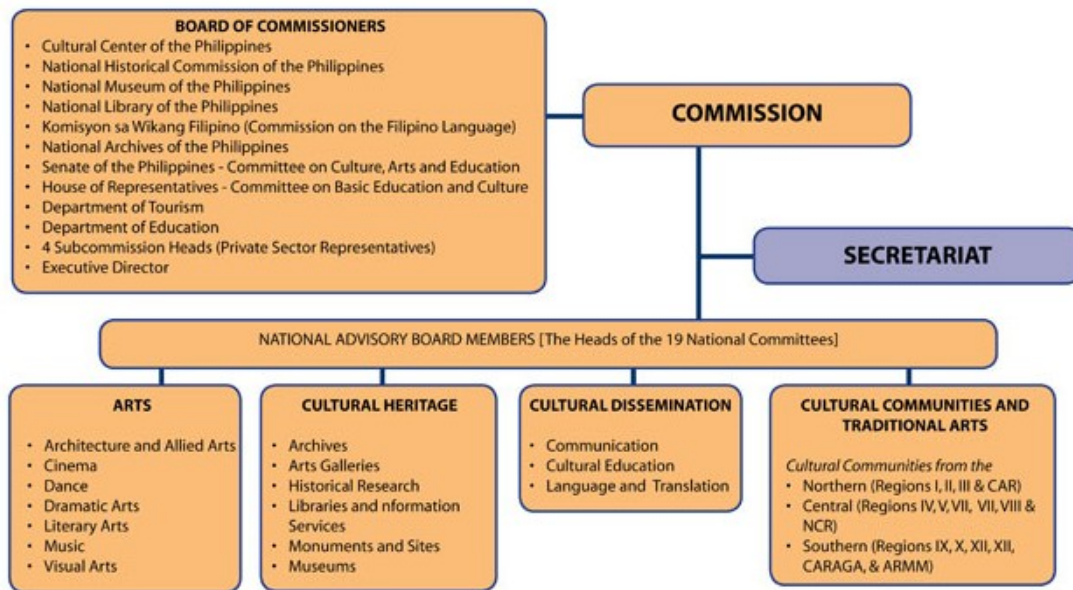 BOARD OF COMMISSIONERS
• Cultural Center of the Philippines
• National Historical Commission of the Philippines
• National Museum of the Philippines
• National Library of the Philippines
• Komisyon sa Wikang Filipino (Commission on the Filipino Language)
• National Archives of the Philippines
• Senate of the Philippines - Committee on Culture, Arts and Education
• House of Representatives - Committee on Basic Education and Culture
• Department of Tourism
• Department of Education
• 4 Subcommission Heads (Private Sector Representatives)
• Executive Director
COMMISSION
SECRETARIAT
NATIONAL ADVISORY BOARD MEMBERS [The Heads of the 19 National Committees]
ARTS
• Architecture and Allied Arts
• Cinema
• Dance
• Dramatic Arts
• Literary Arts
• Music
• Visual Arts
CULTURAL HERITAGE
• Archives
• Arts Galleries
• Historical Research
• Libraries and nformation
Services
• Monuments and Sites
• Museums
CULTURAL DISSEMINATION
• Communication
• Cultural Education
• Language and Translation
CULTURAL COMMUNITIES AND
TRADITIONAL ARTS
Cultural Communities from the
• Northern (Regions I, II, III & CAR)
• Central (Regions IV, V, VII, VII, VIII &
NCR)
• Southern (Regions IX, X, XII, XII,
CARAGA, & ARMM)